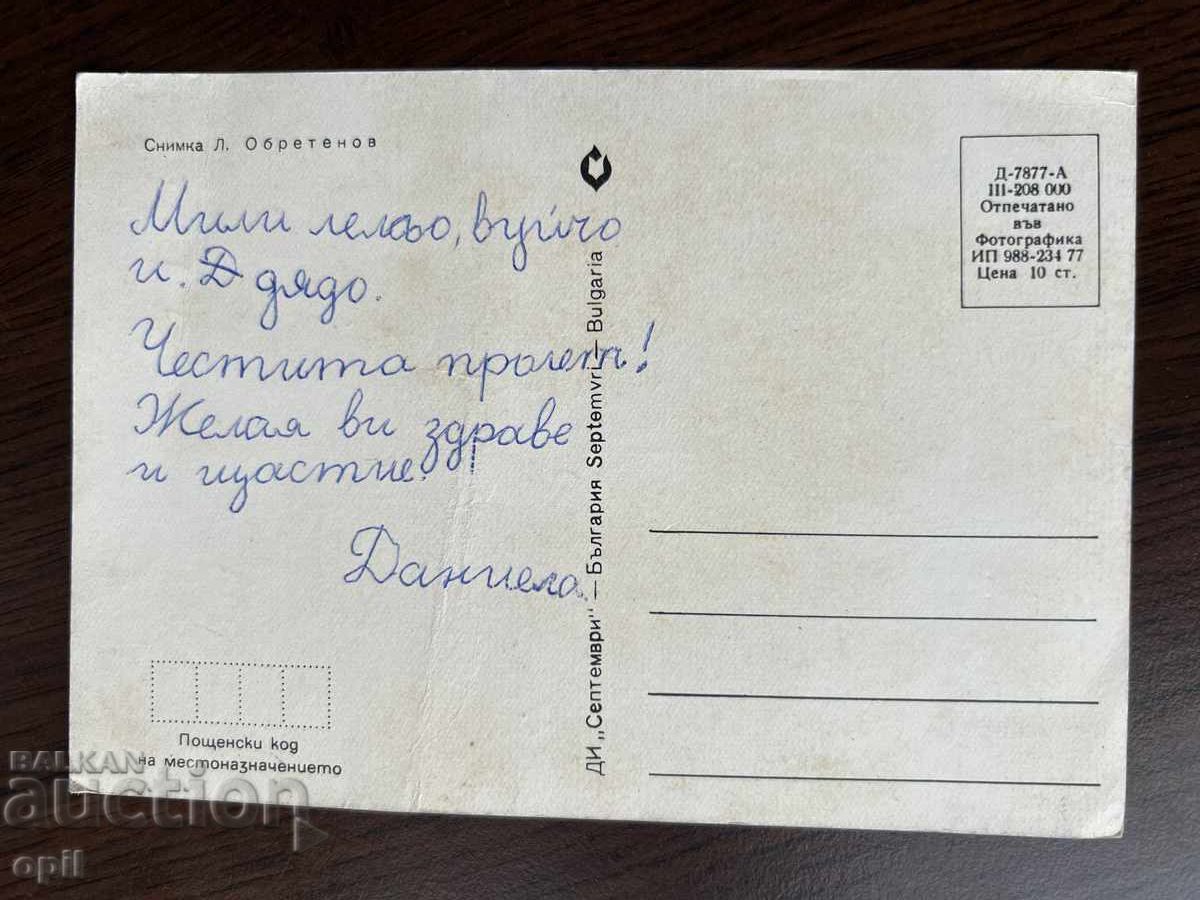 Снимка Л. Обретенов
Мили лельо, вуйчо
и. Д дядо.
Честита пролет!
Желая ви здраве
и щастие!
Даниела.
Пощенски код
на местоназначението
ДИ „Септември" — България Septemvri — Bulgaria
Д-7877-А
III-208 000
Отпечатано
във
Фотографика
ИП 988-234 77
Цена 10 ст.
BALKAN
auction
opil